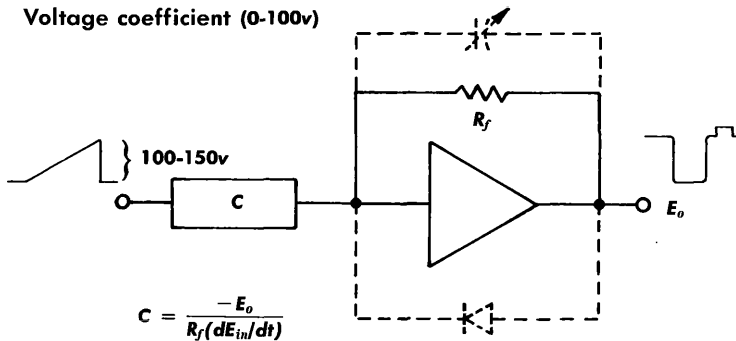 Voltage coefficient (0-100v)
R_f
100-150v
C
E_o
C = -E_o / R_f(dE_in/dt)